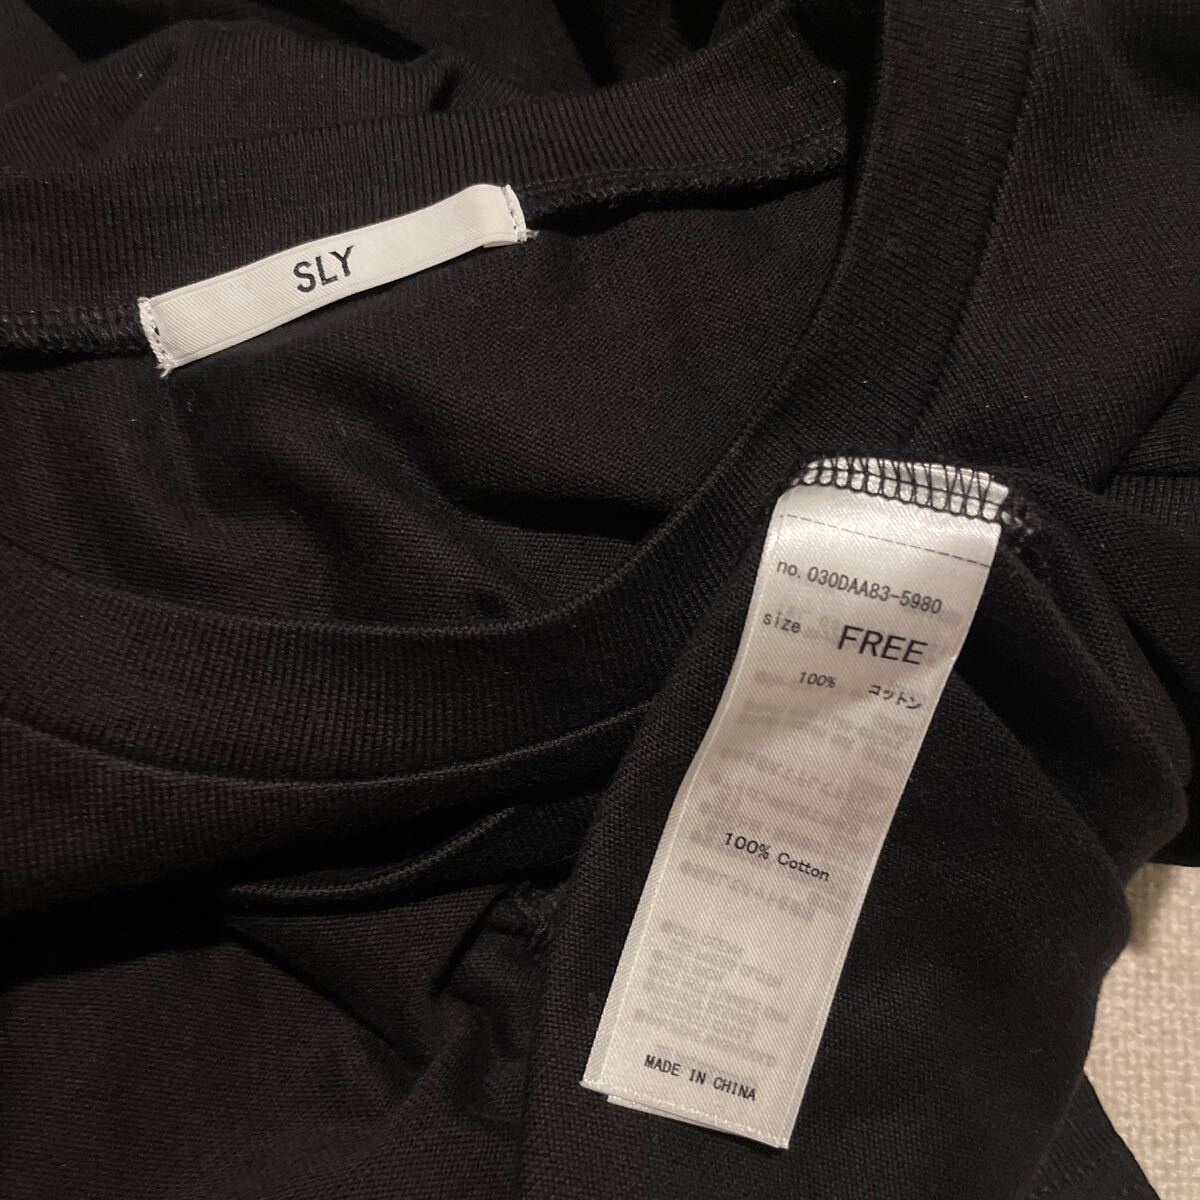 SLY
no. 030DAA83-5980
size FREE
100% コットン
100% Cotton
MADE IN CHINA